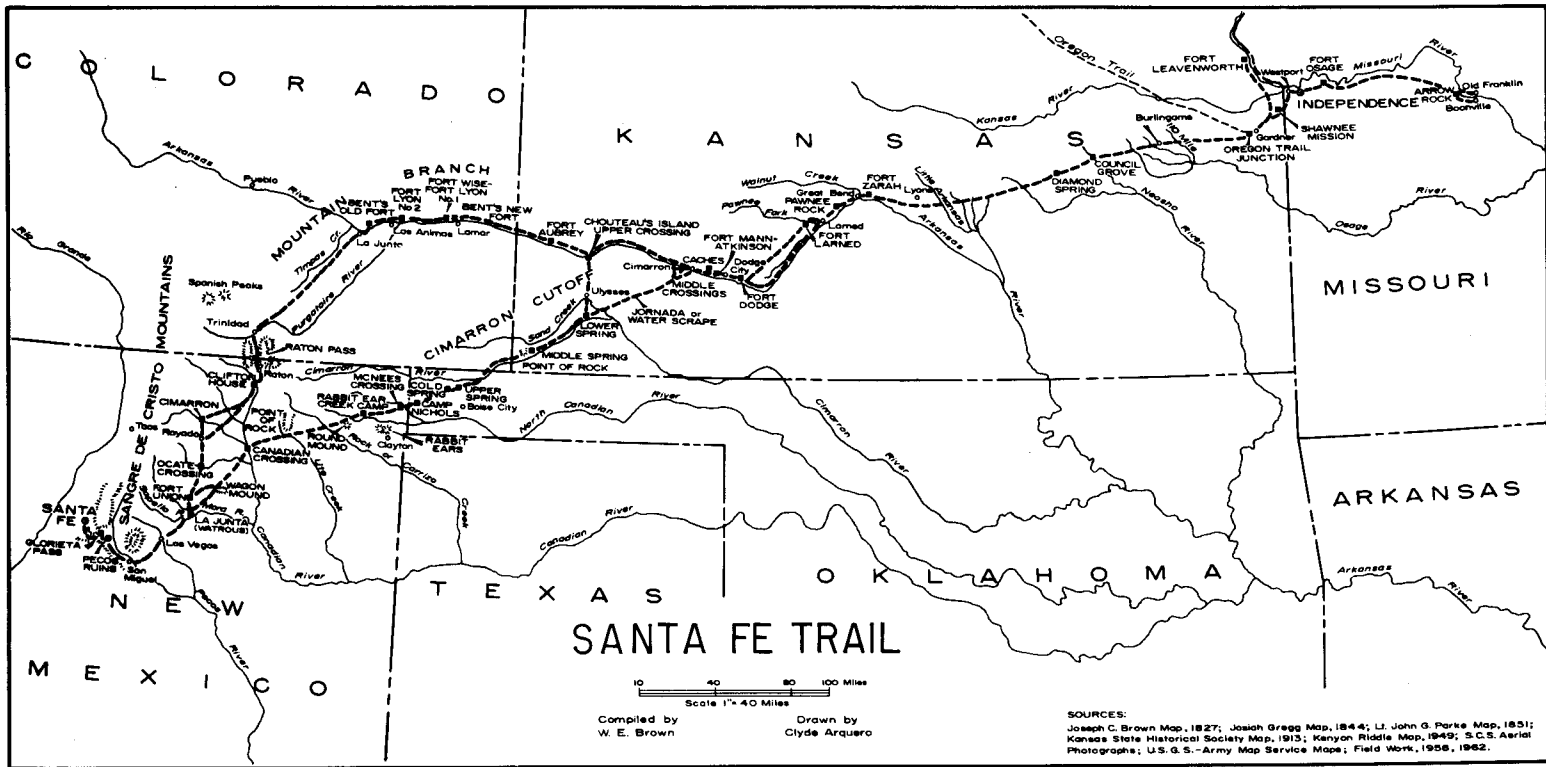 COLORADO
KANSAS
MISSOURI
ARKANSAS
OKLAHOMA
TEXAS
NEW
MEXICO
Oregon Trail
FORT
LEAVENWORTH
Westport
FORT
OSAGE
Missouri
River
INDEPENDENCE
ARROW
ROCK
Old Franklin
Boonville
SHAWNEE
MISSION
Gardner
OREGON TRAIL
JUNCTION
Kansas
River
Burlingame
110 Mile
COUNCIL
GROVE
DIAMOND
SPRING
Neosho
River
Osage
River
Little Arkansas
Lyons
FORT
ZARAH
Great Bend
Walnut Creek
PAWNEE
ROCK
Pawnee
Fork
Larned
FORT
LARNED
Arkansas
River
FORT MANN-
ATKINSON
CACHES
Dodge
City
FORT
DODGE
Cimarron
MIDDLE
CROSSINGS
CHOUTEAU'S ISLAND
UPPER CROSSING
FORT
AUBREY
Ulysses
JORNADA or
WATER SCRAPE
LOWER
SPRING
Sand Creek
CIMARRON CUTOFF
MIDDLE SPRING
POINT OF ROCK
MOUNTAIN BRANCH
BENT'S NEW
FORT
FORT WISE-
FORT LYON
No. 1
FORT
LYON
No 2
BENT'S
OLD FORT
Lamar
Las Animas
La Junta
Arkansas
River
Pueblo
Timpas Cr.
Purgatoire River
Spanish Peaks
Trinidad
RATON PASS
Raton
CLIFTON
HOUSE
Rio
Grande
SANGRE DE CRISTO MOUNTAINS
CIMARRON
Taos
Rayado
POINT
OF
ROCK
Cimarron
River
MCNEES
CROSSING
COLD
SPRING
UPPER
SPRING
Boise City
CAMP
NICHOLS
RABBIT EAR
CREEK CAMP
RABBIT
EARS
ROUND
MOUND
Clayton
Rock or Carrizo
Creek
Ute
Creek
CANADIAN
CROSSING
OCATE
CROSSING
FORT
UNION
WAGON
MOUND
Sapello R.
Mora R.
LA JUNTA
(WATROUS)
Canadian
River
SANTA
FE
GLORIETA
PASS
PECOS
RUINS
San
Miguel
Las Vegas
Pecos
River
North Canadian
River
Cimarron
River
Canadian
River
Arkansas
River
SANTA FE TRAIL
10 40 80 100 Miles
Scale 1"= 40 Miles
Compiled by
W. E. Brown
Drawn by
Clyde Arquero
SOURCES:
Joseph C. Brown Map, 1827; Josiah Gregg Map, 1844; Lt. John G. Parke Map, 1851;
Kansas State Historical Society Map, 1913; Kenyon Riddle Map, 1949; S.C.S. Aerial
Photographs; U.S.G.S.-Army Map Service Maps; Field Work, 1958, 1962.